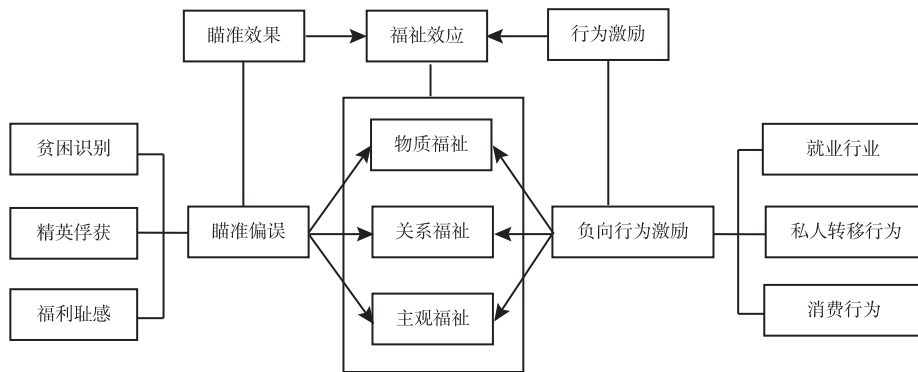 瞄准效果
福祉效应
行为激励
贫困识别
物质福祉
就业行业
精英俘获
瞄准偏误
关系福祉
负向行为激励
私人转移行为
福利耻感
主观福祉
消费行为